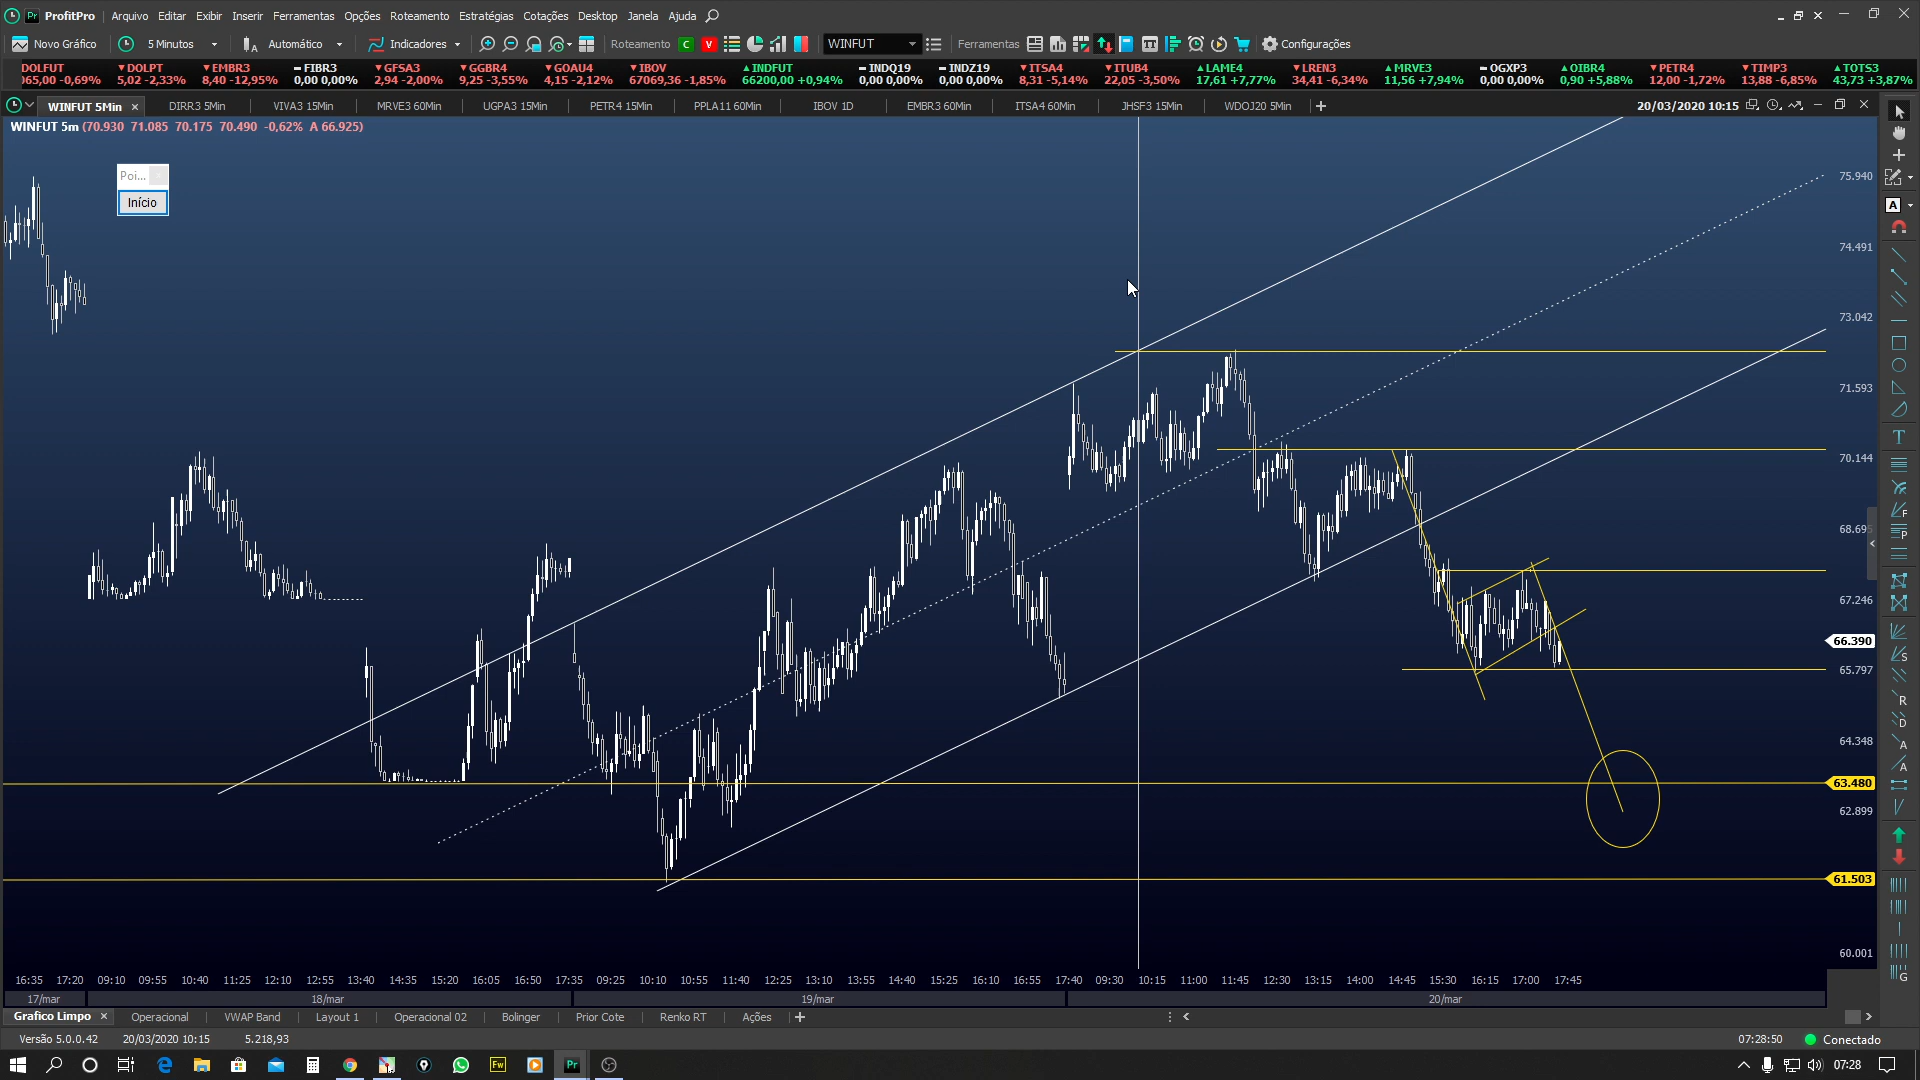 Pr ProfitPro Arquivo Editar Exibir Inserir Ferramentas Opções Roteamento Estratégias Cotações Desktop Janela Ajuda
Novo Gráfico 5 Minutos A Automático Indicadores Roteamento C V WINFUT Ferramentas Configurações
DOLFUT DOLPT EMBR3 FIBR3 GFSA3 GGBR4 GOAU4 IBOV INDFUT INDQ19 INDZ19 ITSA4 ITUB4 LAME4 LREN3 MRVE3 OGXP3 OIBR4 PETR4 TIMP3 TOTS3
065,00 -0,69% 5,02 -2,33% 8,40 -12,95% 0,00 0,00% 2,94 -2,00% 9,25 -3,55% 4,15 -2,12% 67069,36 -1,85% 66200,00 +0,94% 0,00 0,00% 0,00 0,00% 8,31 -5,14% 22,05 -3,50% 17,61 +7,77% 34,41 -6,34% 11,56 +7,94% 0,00 0,00% 0,90 +5,88% 12,00 -1,72% 13,88 -6,85% 43,73 +3,87%
WINFUT 5Min DIRR3 5Min VIVA3 15Min MRVE3 60Min UGPA3 15Min PETR4 15Min PPLA11 60Min IBOV 1D EMBR3 60Min ITSA4 60Min JHSF3 15Min WDOJ20 5Min 20/03/2020 10:15
WINFUT 5m (70.930 71.085 70.175 70.490 -0,62% A 66.925)
Poi...
Início
75.940
74.491
73.042
71.593
70.144
68.695
67.246
66.390
65.797
64.348
63.480
62.899
61.503
60.001
16:35 17:20 09:10 09:55 10:40 11:25 12:10 12:55 13:40 14:35 15:20 16:05 16:50 17:35 09:25 10:10 10:55 11:40 12:25 13:10 13:55 14:40 15:25 16:10 16:55 17:40 09:30 10:15 11:00 11:45 12:30 13:15 14:00 14:45 15:30 16:15 17:00 17:45
17/mar 18/mar 19/mar 20/mar
Grafico Limpo Operacional VWAP Band Layout 1 Operacional 02 Bolinger Prior Cote Renko RT Ações
Versão 5.0.0.42 20/03/2020 10:15 5.218,93 07:28:50 Conectado
Fw Pr 07:28